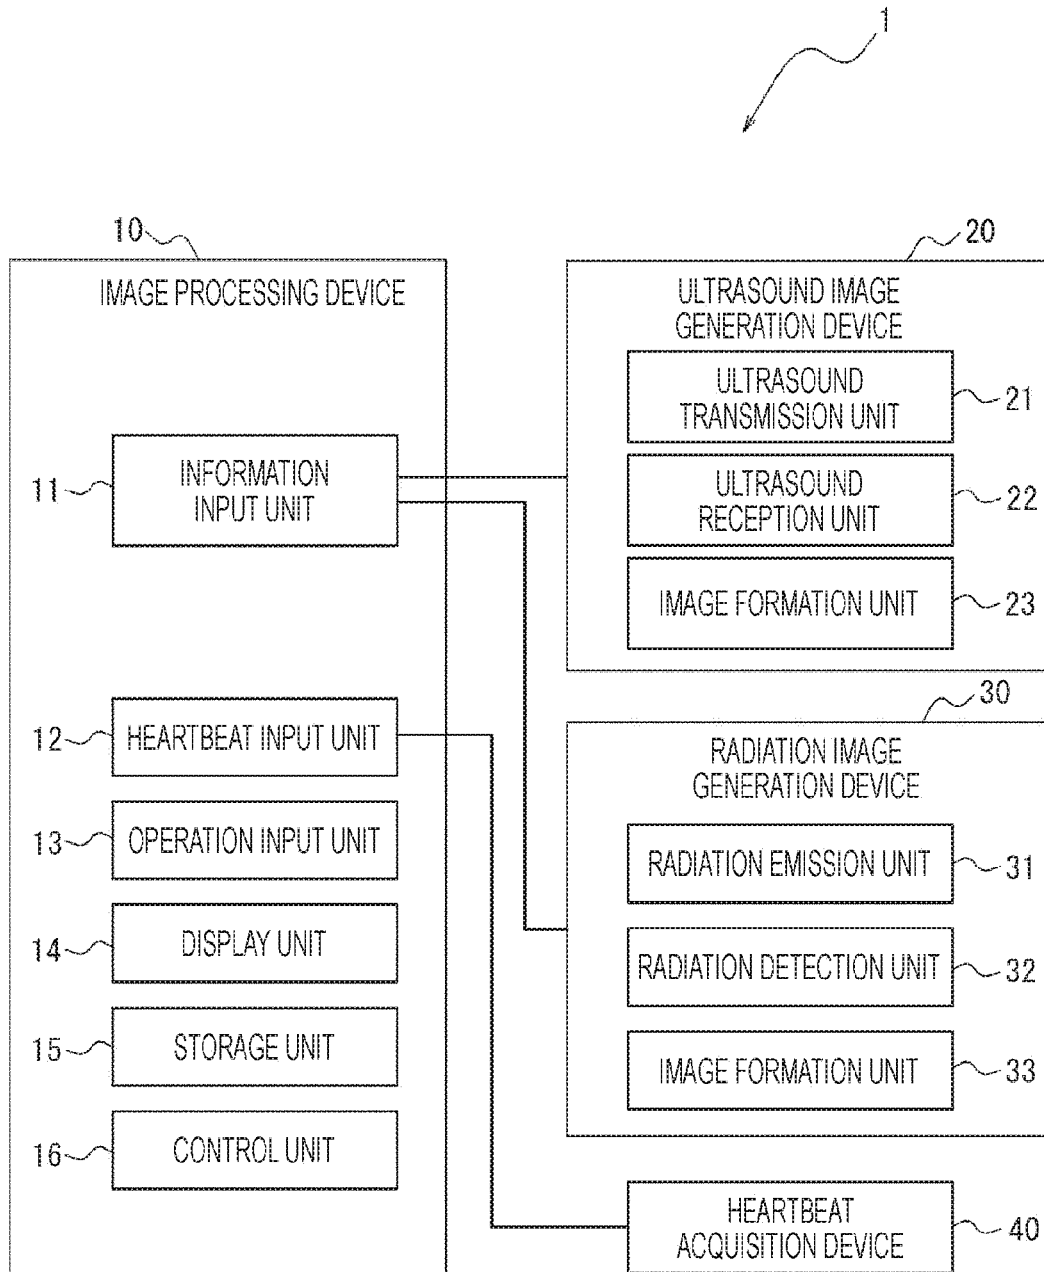 1
10
IMAGE PROCESSING DEVICE
11
INFORMATION
INPUT UNIT
12
HEARTBEAT INPUT UNIT
13
OPERATION INPUT UNIT
14
DISPLAY UNIT
15
STORAGE UNIT
16
CONTROL UNIT
20
ULTRASOUND IMAGE
GENERATION DEVICE
ULTRASOUND
TRANSMISSION UNIT
21
ULTRASOUND
RECEPTION UNIT
22
IMAGE FORMATION UNIT
23
30
RADIATION IMAGE
GENERATION DEVICE
RADIATION EMISSION UNIT
31
RADIATION DETECTION UNIT
32
IMAGE FORMATION UNIT
33
HEARTBEAT
ACQUISITION DEVICE
40